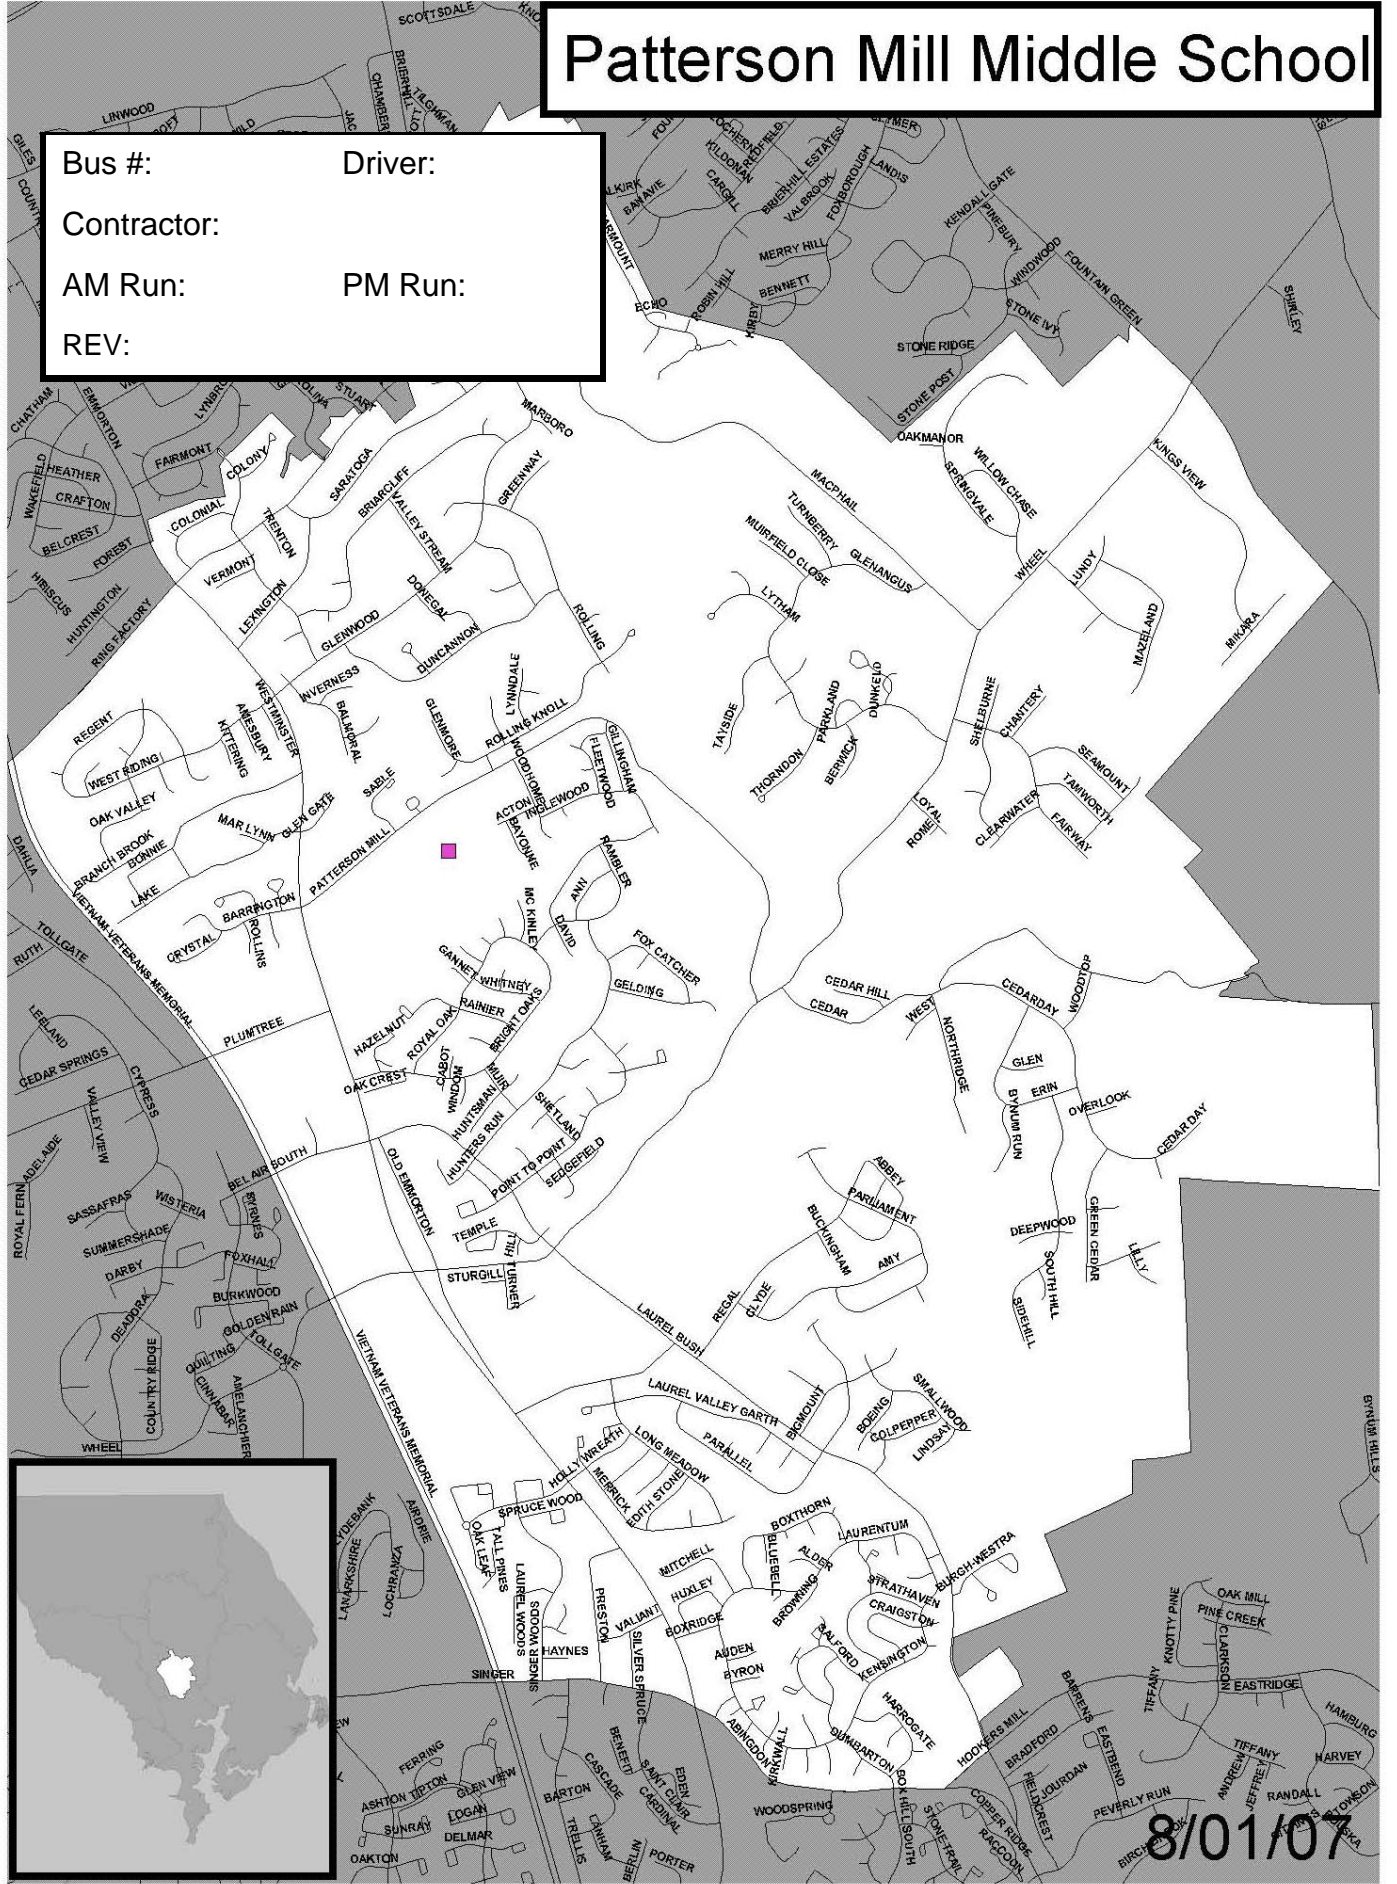 SCOTTSDALE
Patterson Mill Middle School
BRIERHILL
TILGHMAN
LINWOOD
Bus #: Driver:
Contractor:
AM Run: PM Run:
REV:
KILDONAN
REDFIELD
CARGILL
BRIERHILL ESTATES
VALBROOK
FOXBOROUGH
LANDIS
BANAVIE
KENDALL GATE
PINEBURY
WINDWOOD
FOUNTAIN GREEN
MERRY HILL
BENNETT
ROBIN HILL
KIRBY
ECHO
STONE IVY
STONE RIDGE
STONE POST
SHIRLEY
CHATHAM
EMMORTON
STUART
MARBORO
OAKMANOR
WILLOW CHASE
SPRINGVALE
KINGS VIEW
WAKEFIELD
HEATHER
CRAFTON
BELCREST
FAIRMONT
COLONY
SARATOGA
BRIARCLIFF
GREENWAY
MACPHAIL
VALLEY STREAM
COLONIAL
TRENTON
TURNBERRY
MUIRFIELD CLOSE
GLENANGUS
WHEEL
LUNDY
FOREST
VERMONT
LEXINGTON
DONEGAL
HIBISCUS
HUNTINGTON
RING FACTORY
GLENWOOD
DUNCANNON
ROLLING
LYTHAM
MAZELAND
MIKARA
INVERNESS
WESTMINSTER
BALMORAL
LYNNDALE
GLENMORE
ROLLING KNOLL
TAYSIDE
PARKLAND
DUNKELD
SHELBURNE
CHANTERY
REGENT
AMESBURY
KITTERING
WEST RIDING
WOODHOME
FLEETWOOD
GILLINGHAM
THORNDON
BERWICK
SEAMOUNT
TAMWORTH
FAIRWAY
CLEARWATER
LOYAL
ROME
OAK VALLEY
SABLE
ACTON
INGLEWOOD
BAYONNE
MAR LYNN
GLEN GATE
PATTERSON MILL
DAHLIA
BRANCH BROOK
BONNIE
LAKE
RAMBLER
ANN
BARRINGTON
ROLLINS
CRYSTAL
MC KINLEY
DAVID
VIETNAM VETERANS MEMORIAL
TOLLGATE
RUTH
GANNET
WHITNEY
FOX CATCHER
GELDING
CEDAR HILL
CEDAR
WEST
CEDARDAY
WOODTOP
RAINIER
HAZELNUT
ROYAL OAK
BRIGHT OAKS
PLUMTREE
NORTHRIDGE
LEELAND
CEDAR SPRINGS
CYPRESS
OAK CREST
CABOT
WINDOM
MUIR
GLEN
ERIN
OVERLOOK
BYNUM RUN
CEDAR DAY
VALLEY VIEW
HUNTSMAN
HUNTERS RUN
SHETLAND
POINT TO POINT
SEDGEFIELD
BEL AIR SOUTH
OLD EMMORTON
ADELAIDE
ROYAL FERN
SASSAFRAS
WISTERIA
BYRNES
SUMMERSHADE
TEMPLE
ABBEY
PARLIAMENT
BUCKINGHAM
AMY
DEEPWOOD
GREEN CEDAR
LILLY
SOUTH HILL
SIDEHILL
DARBY
FOXHALL
STURGILL
TURNER HILL
BURKWOOD
GOLDEN RAIN
DEADORA
REGAL
CLYDE
LAUREL BUSH
QUILTING
TOLLGATE
CINNABAR
AMELANCHIER
COUNTRY RIDGE
VIETNAM VETERANS MEMORIAL
LAUREL VALLEY GARTH
BIGMOUNT
SMALLWOOD
BOEING
COLPEPPER
LINDSAY
BYNUM HILLS
WHEEL
HOLLY WREATH
LONG MEADOW
PARALLEL
MERRICK
EDITH STONE
AIRDRIE
LANARKSHIRE
LOCHRANZA
SPRUCE WOOD
OAK LEAF
TALL PINES
BOXTHORN
LAURENTUM
BLUEBELL
ALDER
BROWNING
BURGH-WESTRA
MITCHELL
HUXLEY
STRATHAVEN
CRAIGSTON
LAUREL WOODS
SINGER WOODS
PRESTON
VALIANT
BOXRIDGE
KNOTTY PINE
OAK MILL
PINE CREEK
CLARKSON
HAYNES
SILVER SPRUCE
AUDEN
BYRON
SALFORD
KENSINGTON
SINGER
TIFFANY
EASTRIDGE
BARRENS
HARROGATE
HOOKERS MILL
BRADFORD
HAMBURG
ABINGDON
KIRKWALL
DUMBARTON
EASTBEND
TIFFANY
HARVEY
FERRING
BENEFIT
CASCADE
SAINT CLAIR
EDEN
CARDINAL
JOURDAN
FIELDCREST
ANDREW
JEFFREY
RANDALL
ASHTON
TIPTON
GLEN VIEW
LOGAN
SUNRAY
DELMAR
BARTON
TRELLIS
LANHAM
WOODSPRING
BOX HILL SOUTH
STONE TRAIL
COPPER RIDGE
RACCOON
PEVERLY RUN
OAKTON
BERLIN
PORTER
8/01/07